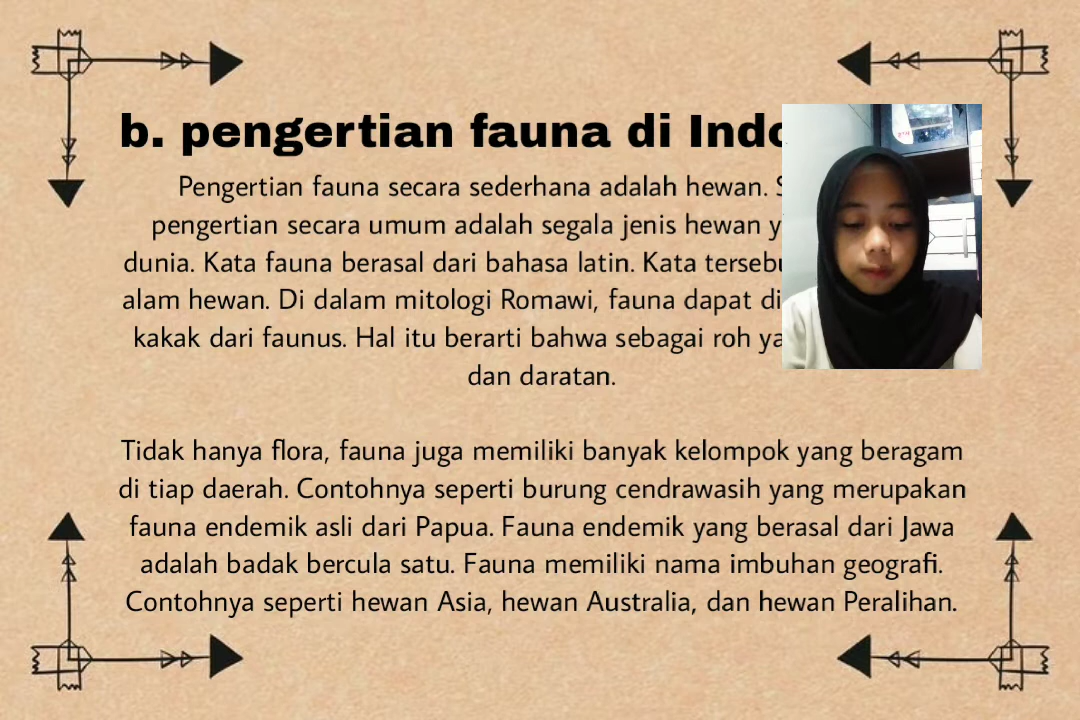 b. pengertian fauna di
Pengertian fauna secara sederhana adalah hewan.
pengertian secara umum adalah segala jenis hewan
dunia. Kata fauna berasal dari bahasa latin. Kata
alam hewan. Di dalam mitologi Romawi, fauna dapat
kakak dari faunus. Hal itu berarti bahwa sebagai roh
dan daratan.
Tidak hanya flora, fauna juga memiliki banyak kelompok yang beragam
di tiap daerah. Contohnya seperti burung cendrawasih yang merupakan
fauna endemik asli dari Papua. Fauna endemik yang berasal dari Jawa
adalah badak bercula satu. Fauna memiliki nama imbuhan geografi.
Contohnya seperti hewan Asia, hewan Australia, dan hewan Peralihan.